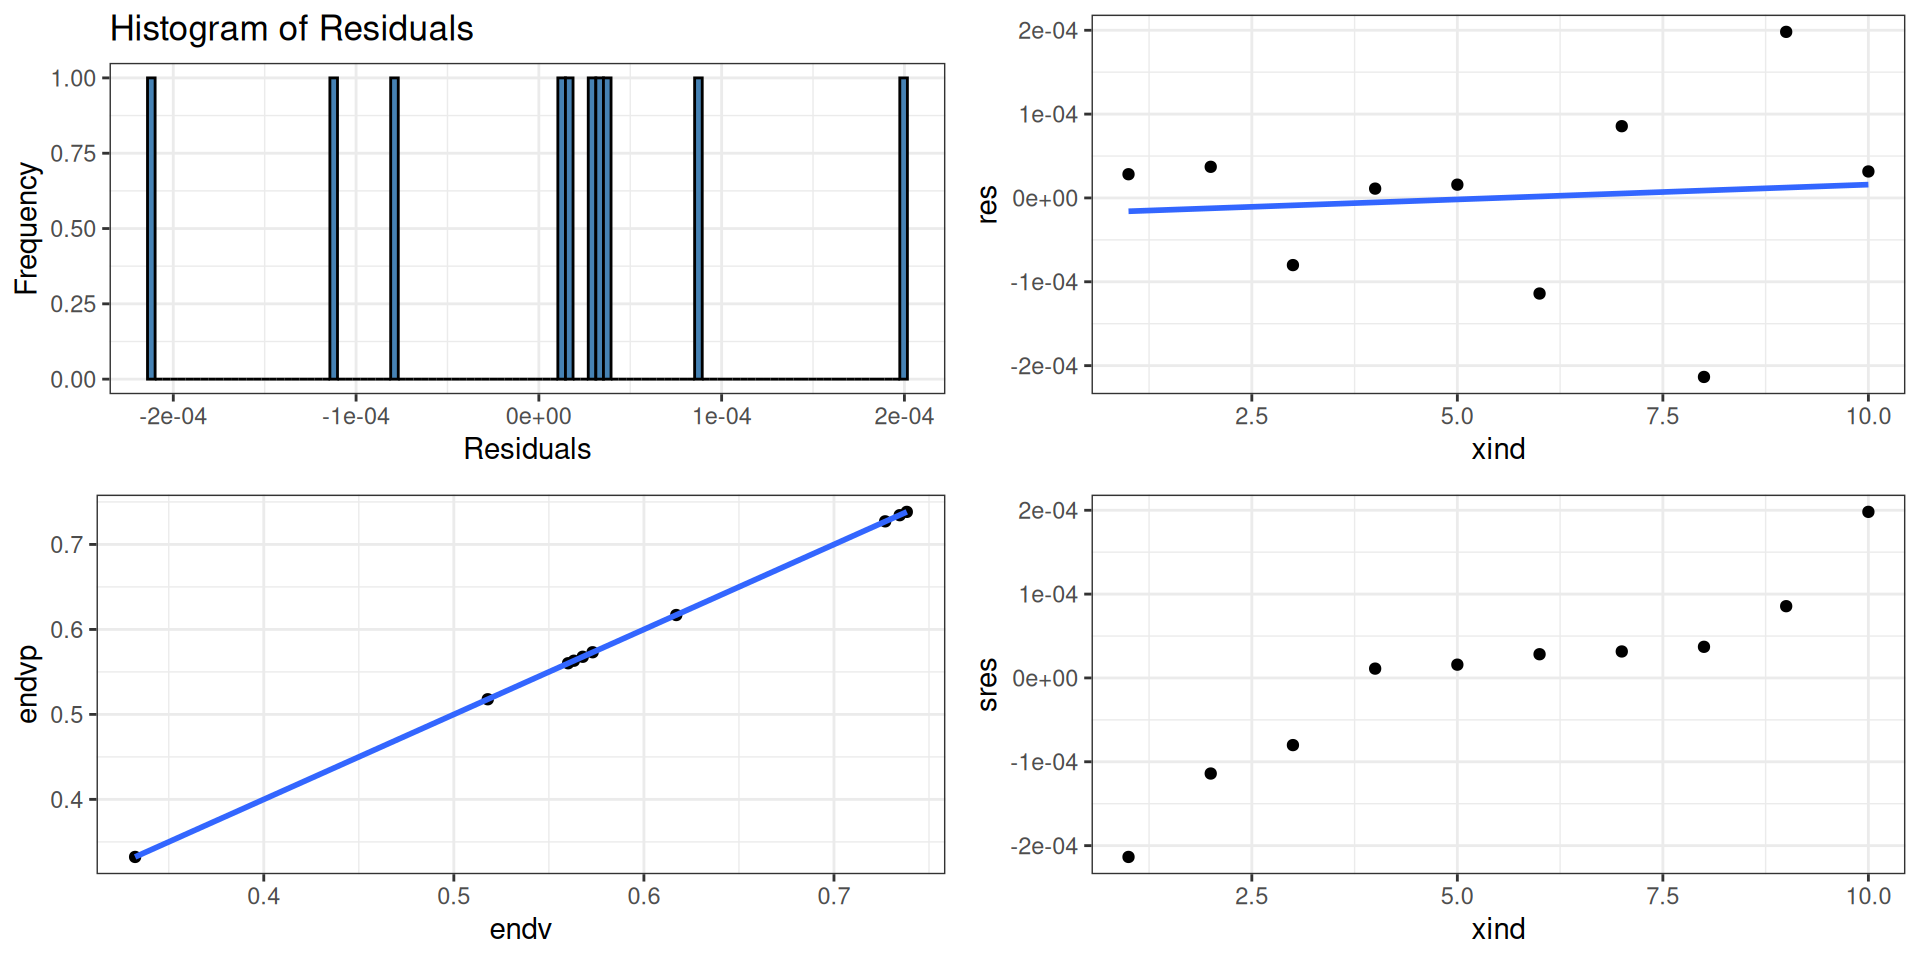 Histogram of Residuals
1.00
0.75
0.50
0.25
0.00
Frequency
-2e-04 -1e-04 0e+00 1e-04 2e-04
Residuals
2e-04
1e-04
0e+00
-1e-04
-2e-04
res
2.5 5.0 7.5 10.0
xind
0.7
0.6
0.5
0.4
endvp
0.4 0.5 0.6 0.7
endv
2e-04
1e-04
0e+00
-1e-04
-2e-04
sres
2.5 5.0 7.5 10.0
xind